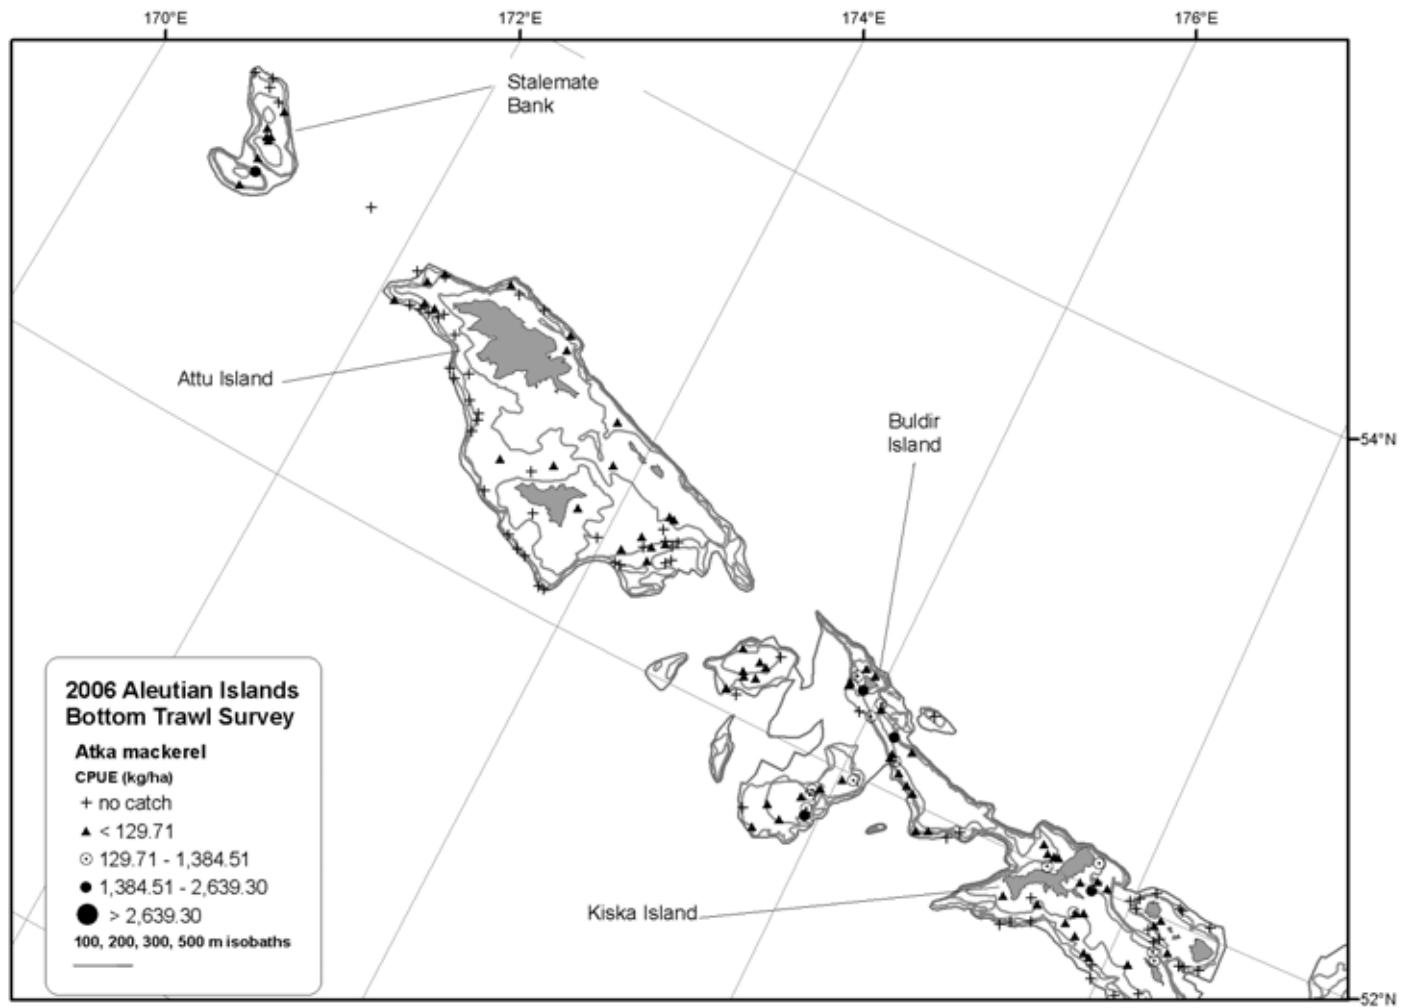 170°E
172°E
174°E
176°E
Stalemate
Bank
Attu Island
Buldir
Island
54°N
Kiska Island
52°N
2006 Aleutian Islands
Bottom Trawl Survey
Atka mackerel
CPUE (kg/ha)
+ no catch
< 129.71
129.71 - 1,384.51
1,384.51 - 2,639.30
> 2,639.30
100, 200, 300, 500 m isobaths